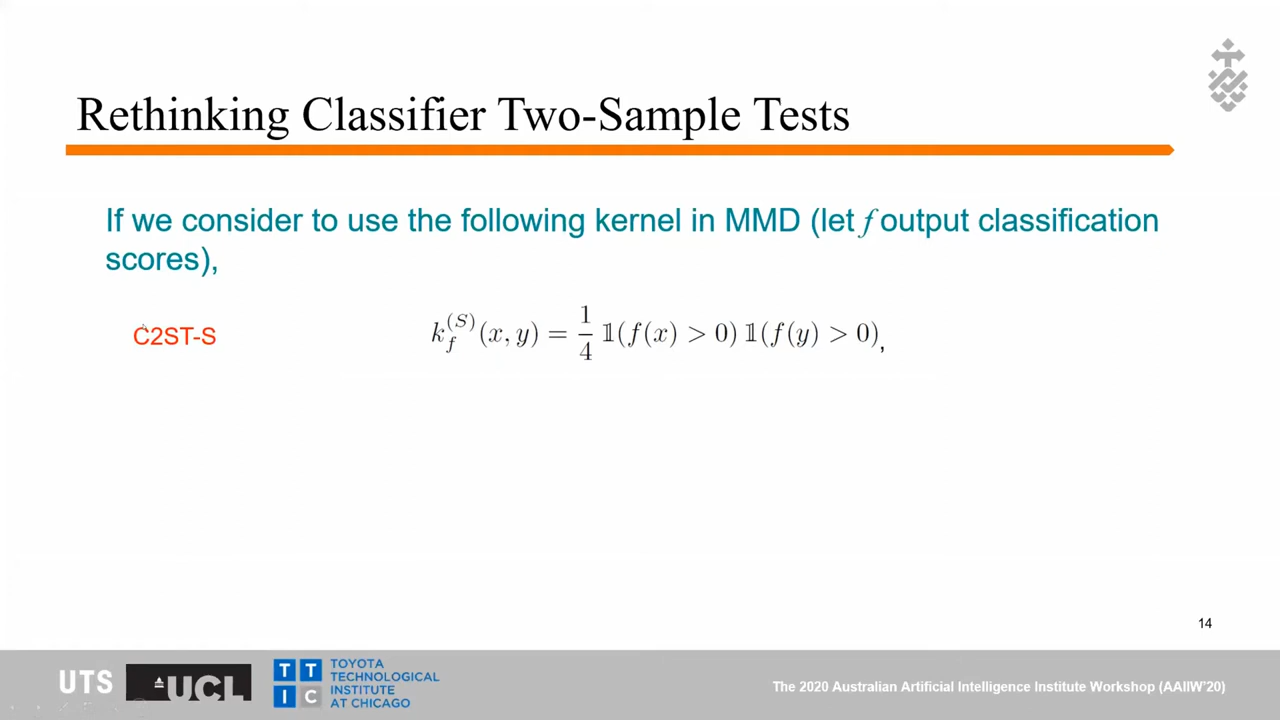 Rethinking Classifier Two-Sample Tests
If we consider to use the following kernel in MMD (let f output classification
scores),
C2ST-S
k_f^{(S)}(x, y) = \frac{1}{4} 𝟙(f(x) > 0) 𝟙(f(y) > 0),
14
UTS
UCL
TTIC
TOYOTA
TECHNOLOGICAL
INSTITUTE
AT CHICAGO
The 2020 Australian Artificial Intelligence Institute Workshop (AAIIW'20)